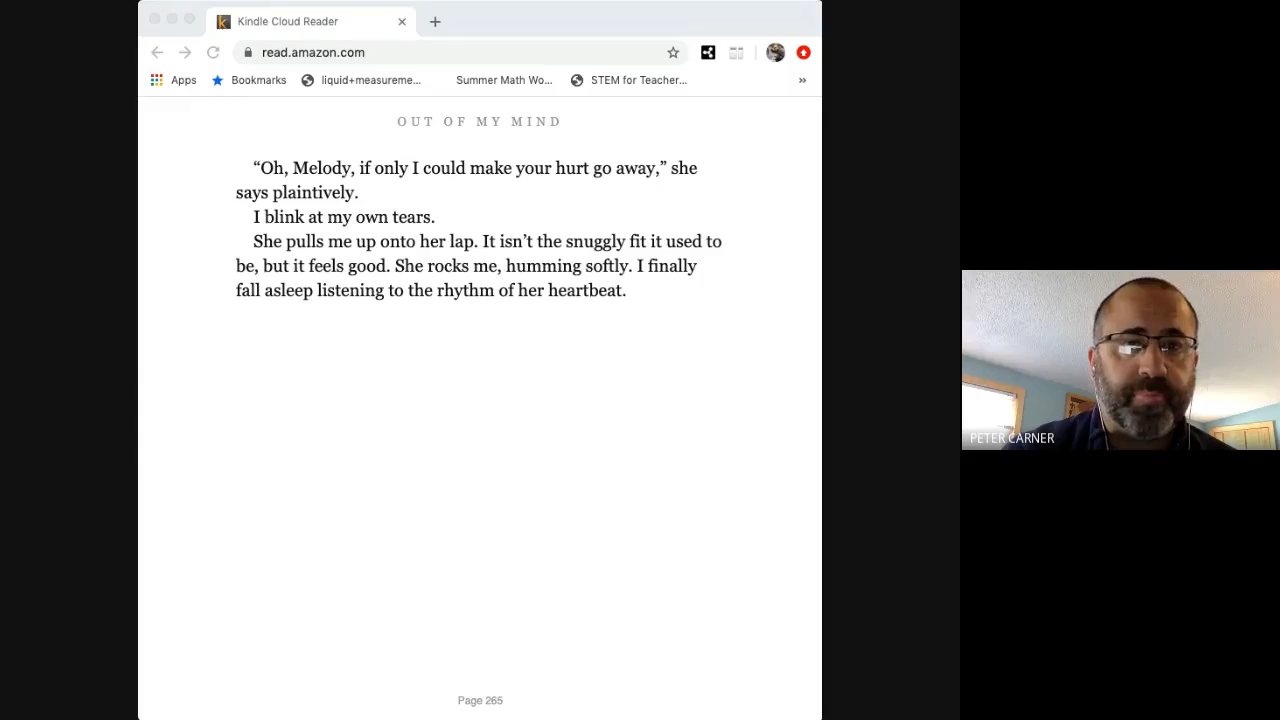 Kindle Cloud Reader
read.amazon.com
Apps
Bookmarks
liquid+measureme...
Summer Math Wo...
STEM for Teacher...
»
OUT OF MY MIND
“Oh, Melody, if only I could make your hurt go away,” she
says plaintively.
I blink at my own tears.
She pulls me up onto her lap. It isn’t the snuggly fit it used to
be, but it feels good. She rocks me, humming softly. I finally
fall asleep listening to the rhythm of her heartbeat.
Page 265
PETER CARNER